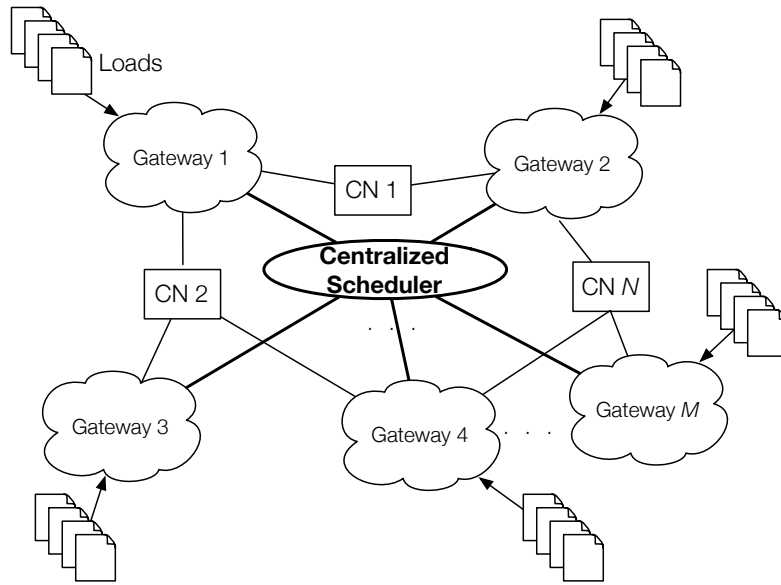 Loads
Gateway 1
Gateway 2
CN 1
Centralized
Scheduler
CN 2
CN N
. . .
Gateway 3
Gateway 4
. . .
Gateway M